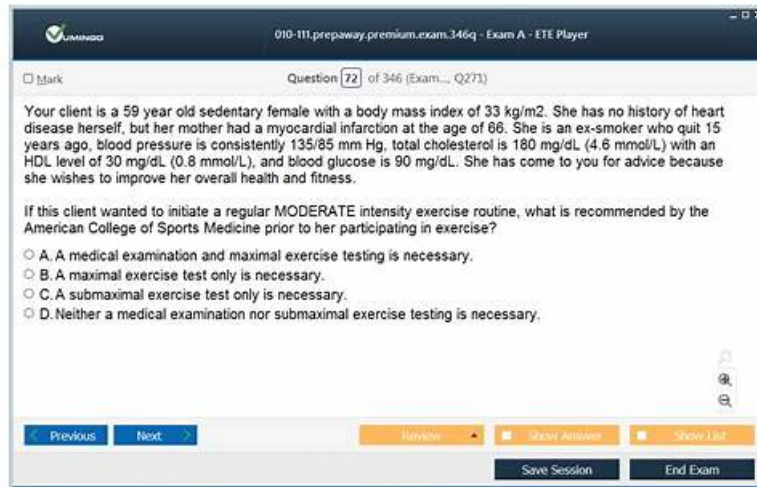 VUMINGO
010-111.prepaway.premium.exam.346q - Exam A - ETE Player
Mark
Question 72 of 346 (Exam..., Q271)
Your client is a 59 year old sedentary female with a body mass index of 33 kg/m2. She has no history of heart
disease herself, but her mother had a myocardial infarction at the age of 66. She is an ex-smoker who quit 15
years ago, blood pressure is consistently 135/85 mm Hg, total cholesterol is 180 mg/dL (4.6 mmol/L) with an
HDL level of 30 mg/dL (0.8 mmol/L), and blood glucose is 90 mg/dL. She has come to you for advice because
she wishes to improve her overall health and fitness.
If this client wanted to initiate a regular MODERATE intensity exercise routine, what is recommended by the
American College of Sports Medicine prior to her participating in exercise?
A. A medical examination and maximal exercise testing is necessary.
B. A maximal exercise test only is necessary.
C. A submaximal exercise test only is necessary.
D. Neither a medical examination nor submaximal exercise testing is necessary.
Previous Next Review Show Answer Show List
Save Session End Exam